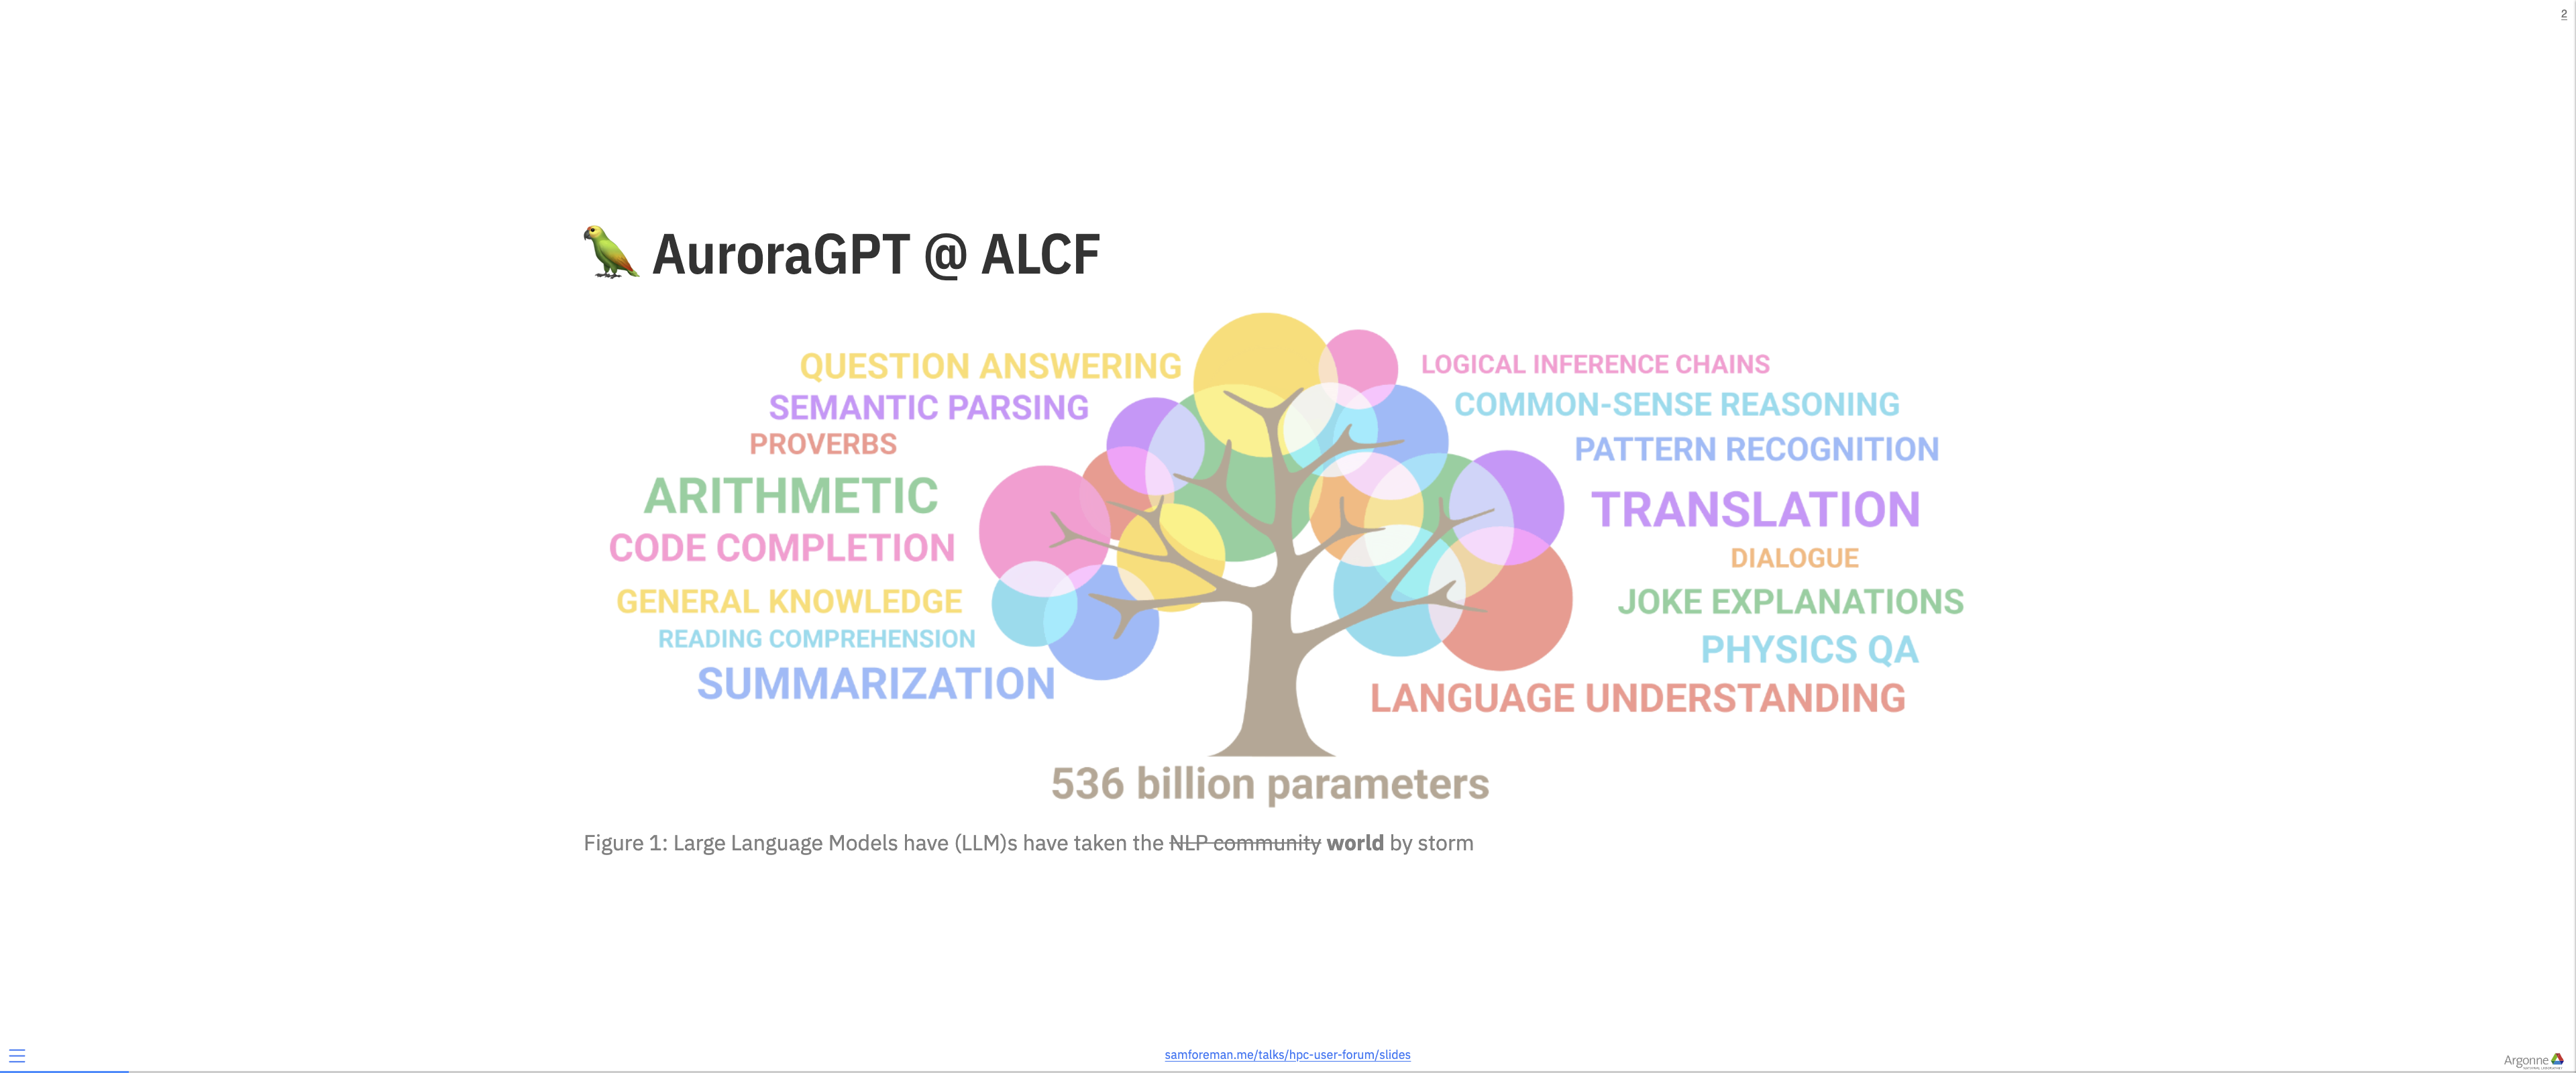 2
AuroraGPT @ ALCF
QUESTION ANSWERING
SEMANTIC PARSING
PROVERBS
ARITHMETIC
CODE COMPLETION
GENERAL KNOWLEDGE
READING COMPREHENSION
SUMMARIZATION
LOGICAL INFERENCE CHAINS
COMMON-SENSE REASONING
PATTERN RECOGNITION
TRANSLATION
DIALOGUE
JOKE EXPLANATIONS
PHYSICS QA
LANGUAGE UNDERSTANDING
536 billion parameters
Figure 1: Large Language Models have (LLM)s have taken the NLP community world by storm
samforeman.me/talks/hpc-user-forum/slides
Argonne
NATIONAL LABORATORY